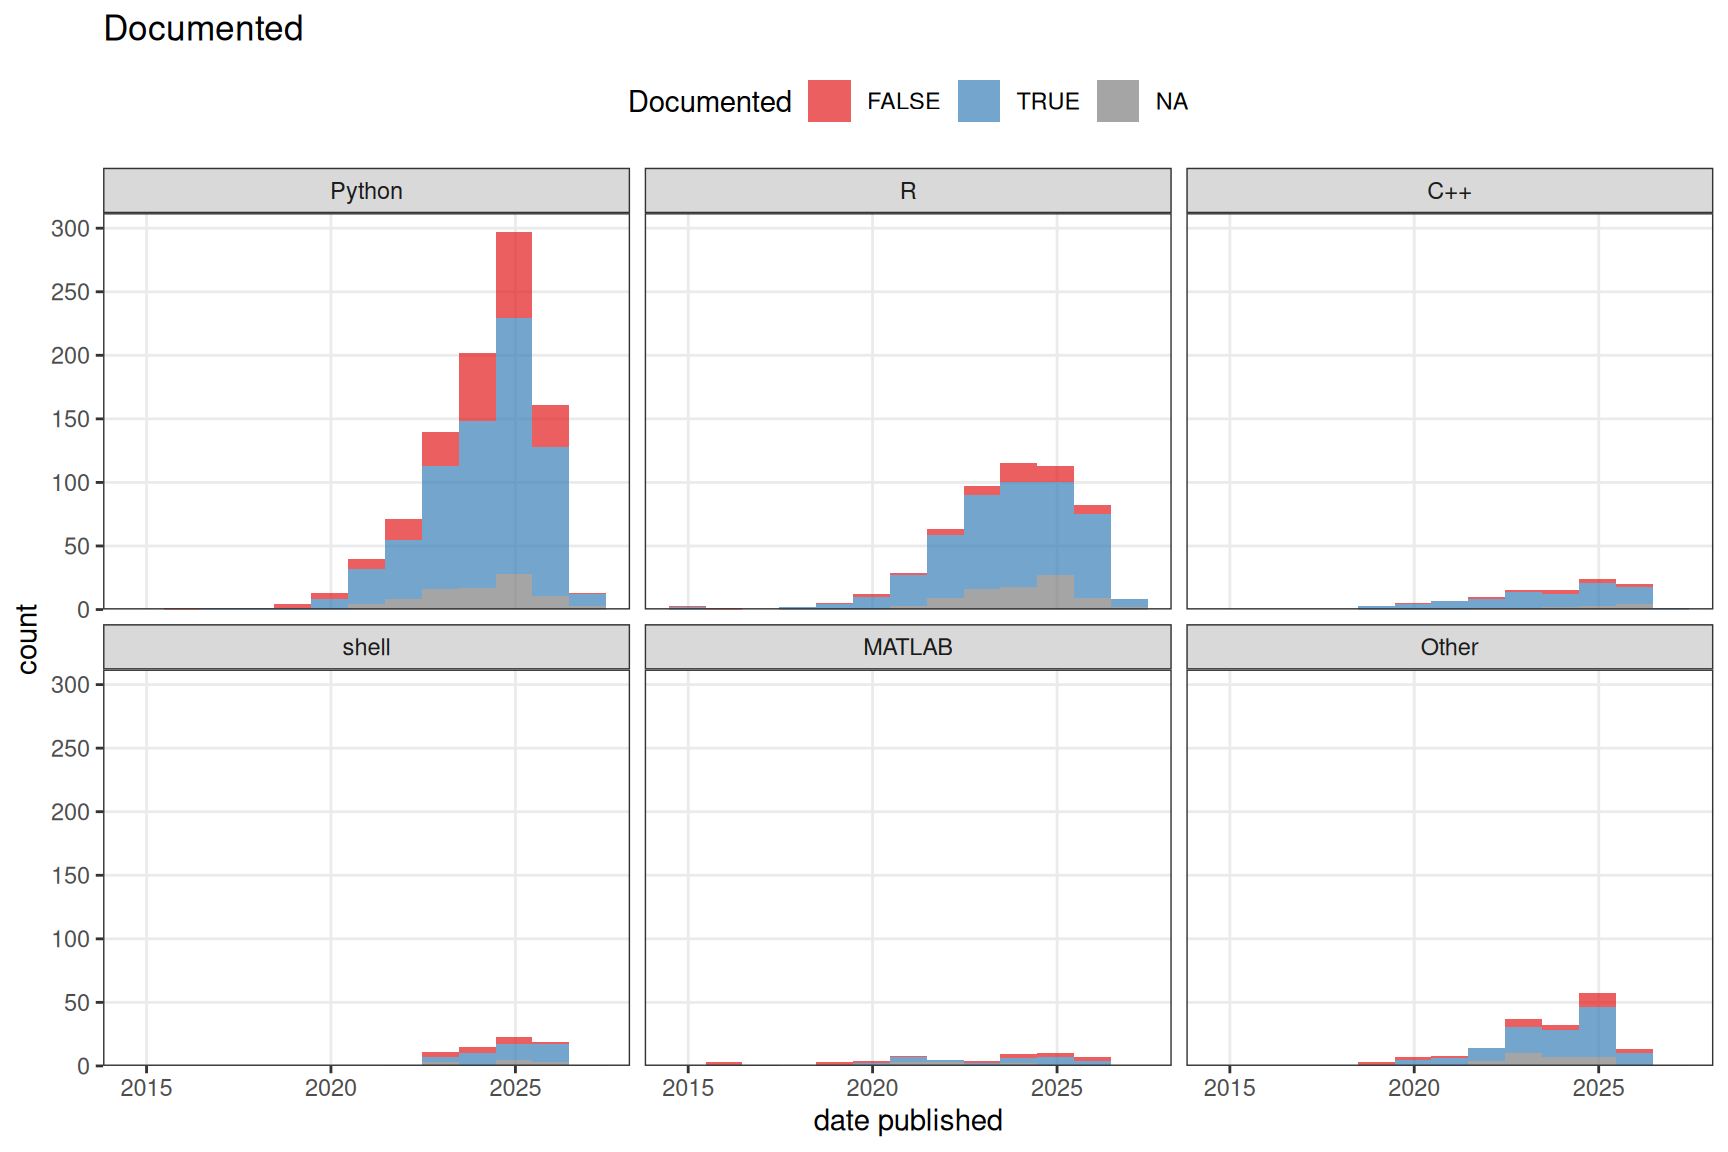 Documented
Documented FALSE TRUE NA
Python R C++
300
250
200
150
100
50
0
count
shell MATLAB Other
300
250
200
150
100
50
0
2015 2020 2025 2015 2020 2025 2015 2020 2025
date published